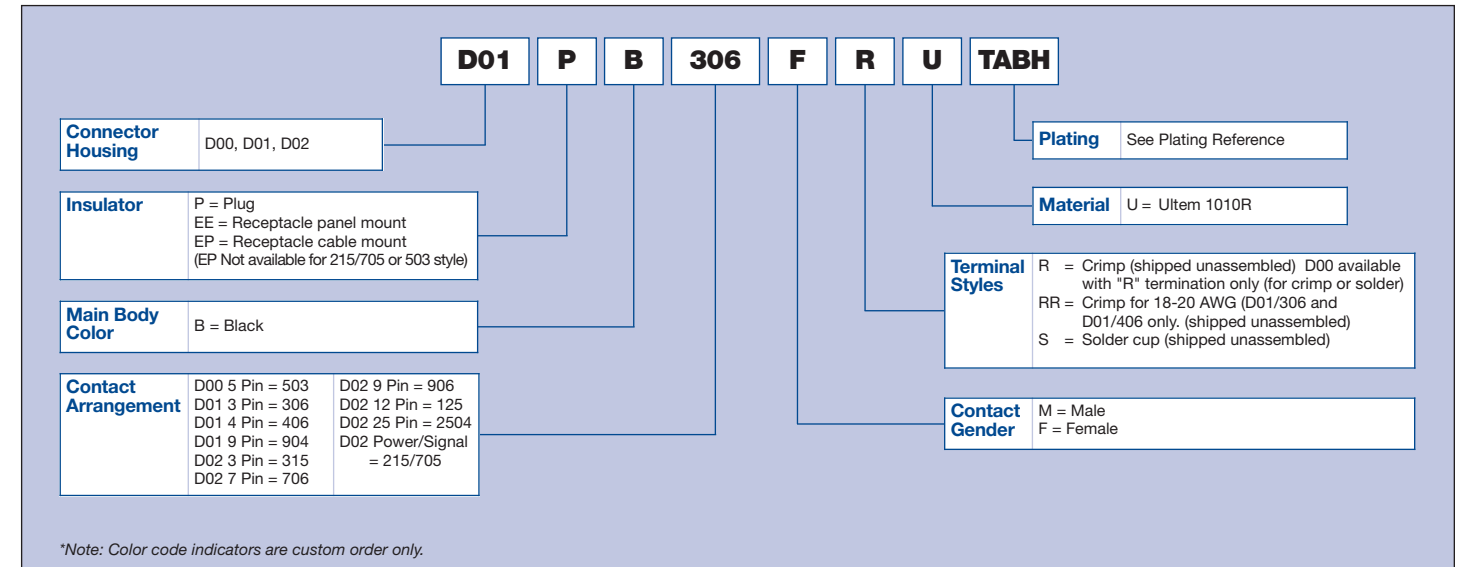 D01 P B 306 F R U TABH
Connector
Housing
D00, D01, D02
Insulator
P = Plug
EE = Receptacle panel mount
EP = Receptacle cable mount
(EP Not available for 215/705 or 503 style)
Main Body
Color
B = Black
Contact
Arrangement
D00 5 Pin = 503
D01 3 Pin = 306
D01 4 Pin = 406
D01 9 Pin = 904
D02 3 Pin = 315
D02 7 Pin = 706
D02 9 Pin = 906
D02 12 Pin = 125
D02 25 Pin = 2504
D02 Power/Signal
= 215/705
Plating
See Plating Reference
Material
U = Ultem 1010R
Terminal
Styles
R = Crimp (shipped unassembled) D00 available
with "R" termination only (for crimp or solder)
RR = Crimp for 18-20 AWG (D01/306 and
D01/406 only. (shipped unassembled)
S = Solder cup (shipped unassembled)
Contact
Gender
M = Male
F = Female
*Note: Color code indicators are custom order only.